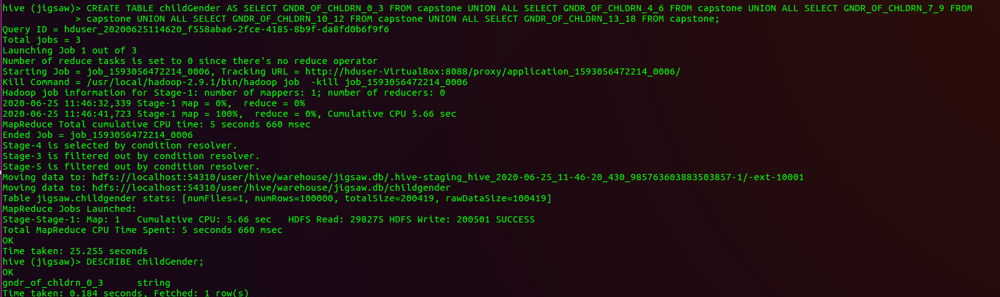 hive (jigsaw)> CREATE TABLE childGender AS SELECT GNDR_OF_CHLDRN_0_3 FROM capstone UNION ALL SELECT GNDR_OF_CHLDRN_4_6 FROM capstone UNION ALL SELECT GNDR_OF_CHLDRN_7_9 FROM
> capstone UNION ALL SELECT GNDR_OF_CHLDRN_10_12 FROM capstone UNION ALL SELECT GNDR_OF_CHLDRN_13_18 FROM capstone;
Query ID = hduser_20200625114620_f558aba6-2fce-4185-8b9f-da8fd0b6f9f6
Total jobs = 3
Launching Job 1 out of 3
Number of reduce tasks is set to 0 since there's no reduce operator
Starting Job = job_1593056472214_0006, Tracking URL = http://hduser-VirtualBox:8088/proxy/application_1593056472214_0006/
Kill Command = /usr/local/hadoop-2.9.1/bin/hadoop job  -kill job_1593056472214_0006
Hadoop job information for Stage-1: number of mappers: 1; number of reducers: 0
2020-06-25 11:46:32,339 Stage-1 map = 0%,  reduce = 0%
2020-06-25 11:46:41,723 Stage-1 map = 100%,  reduce = 0%, Cumulative CPU 5.66 sec
MapReduce Total cumulative CPU time: 5 seconds 660 msec
Ended Job = job_1593056472214_0006
Stage-4 is selected by condition resolver.
Stage-3 is filtered out by condition resolver.
Stage-5 is filtered out by condition resolver.
Moving data to: hdfs://localhost:54310/user/hive/warehouse/jigsaw.db/.hive-staging_hive_2020-06-25_11-46-20_430_985763603883503857-1/-ext-10001
Moving data to: hdfs://localhost:54310/user/hive/warehouse/jigsaw.db/childgender
Table jigsaw.childgender stats: [numFiles=1, numRows=100000, totalSize=200419, rawDataSize=100419]
MapReduce Jobs Launched:
Stage-Stage-1: Map: 1   Cumulative CPU: 5.66 sec   HDFS Read: 298275 HDFS Write: 200501 SUCCESS
Total MapReduce CPU Time Spent: 5 seconds 660 msec
OK
Time taken: 25.255 seconds
hive (jigsaw)> DESCRIBE childGender;
OK
gndr_of_chldrn_0_3      string
Time taken: 0.184 seconds, Fetched: 1 row(s)